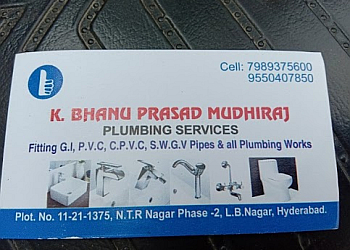 Cell: 7989375600
9550407850
K. BHANU PRASAD MUDHIRAJ
PLUMBING SERVICES
Fitting G.I, P.V.C, C.P.V.C, S.W.G.V Pipes & all Plumbing Works
Plot. No. 11-21-1375, N.T.R Nagar Phase -2, L.B.Nagar, Hyderabad.